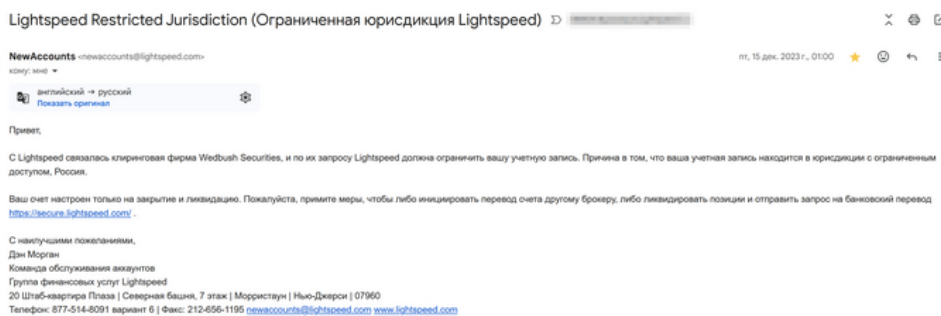 Lightspeed Restricted Jurisdiction (Ограниченная юрисдикция Lightspeed)
NewAccounts <newaccounts@lightspeed.com>
пт, 15 дек. 2023 г., 01:00
кому: мне
английский → русский
Показать оригинал
Привет,
С Lightspeed связалась клиринговая фирма Wedbush Securities, и по их запросу Lightspeed должна ограничить вашу учетную запись. Причина в том, что ваша учетная запись находится в юрисдикции с ограниченным
доступом, Россия.
Ваш счет настроен только на закрытие и ликвидацию. Пожалуйста, примите меры, чтобы либо инициировать перевод счета другому брокеру, либо ликвидировать позиции и отправить запрос на банковский перевод
https://secure.lightspeed.com/ .
С наилучшими пожеланиями,
Дэн Морган
Команда обслуживания аккаунтов
Группа финансовых услуг Lightspeed
20 Штаб-квартира Плаза | Северная башня, 7 этаж | Морристаун | Нью-Джерси | 07960
Телефон: 877-514-8091 вариант 6 | Факс: 212-656-1195 newaccounts@lightspeed.com www.lightspeed.com